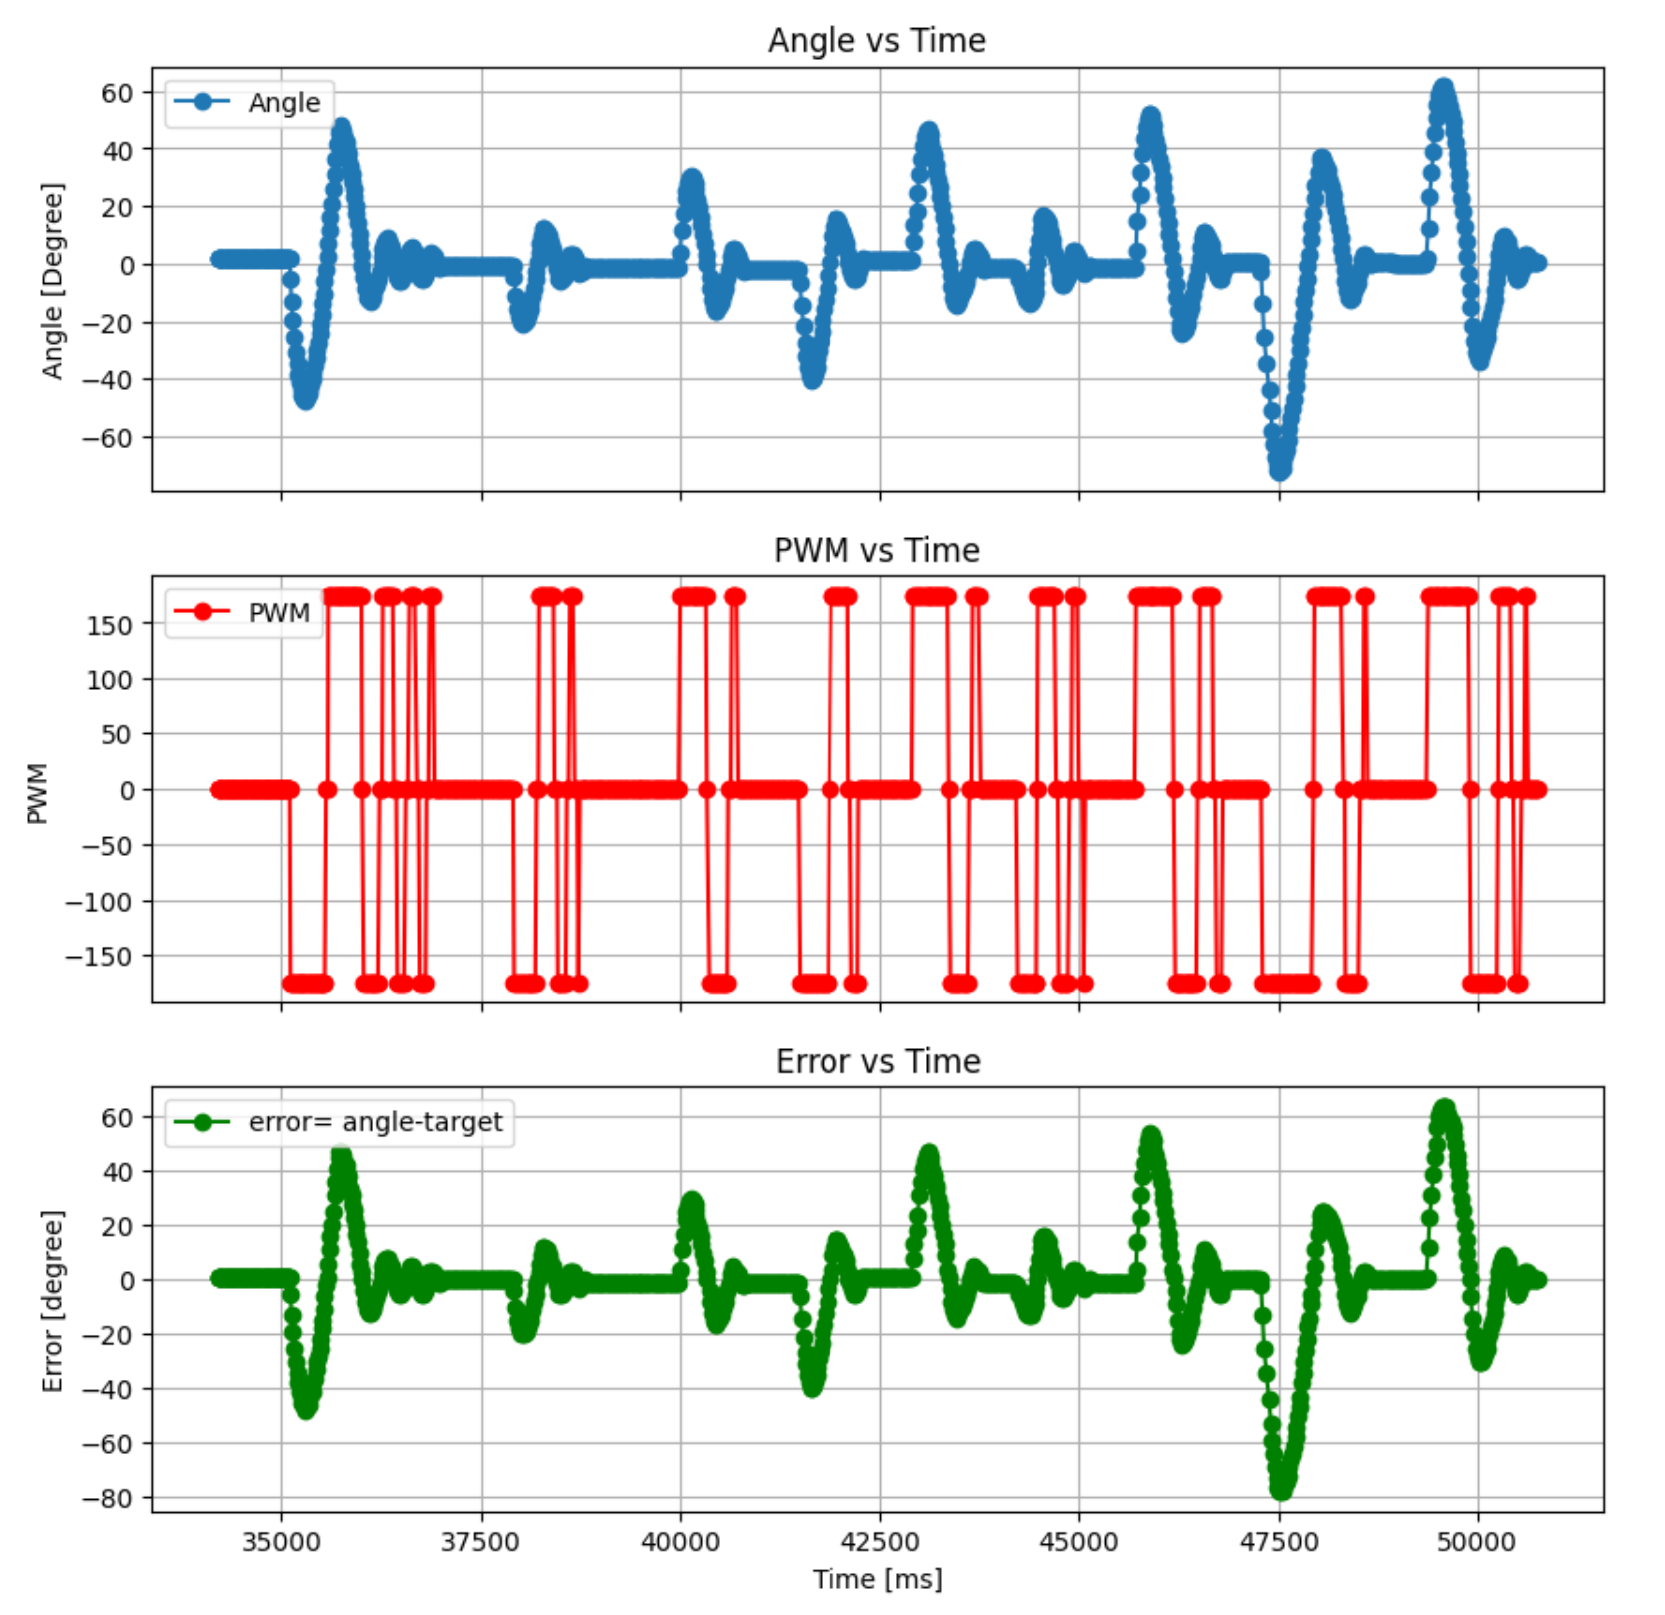 Angle vs Time
Angle
60
40
20
0
−20
−40
−60
Angle [Degree]
PWM vs Time
PWM
150
100
50
0
−50
−100
−150
PWM
Error vs Time
error= angle-target
60
40
20
0
−20
−40
−60
−80
Error [degree]
35000 37500 40000 42500 45000 47500 50000
Time [ms]